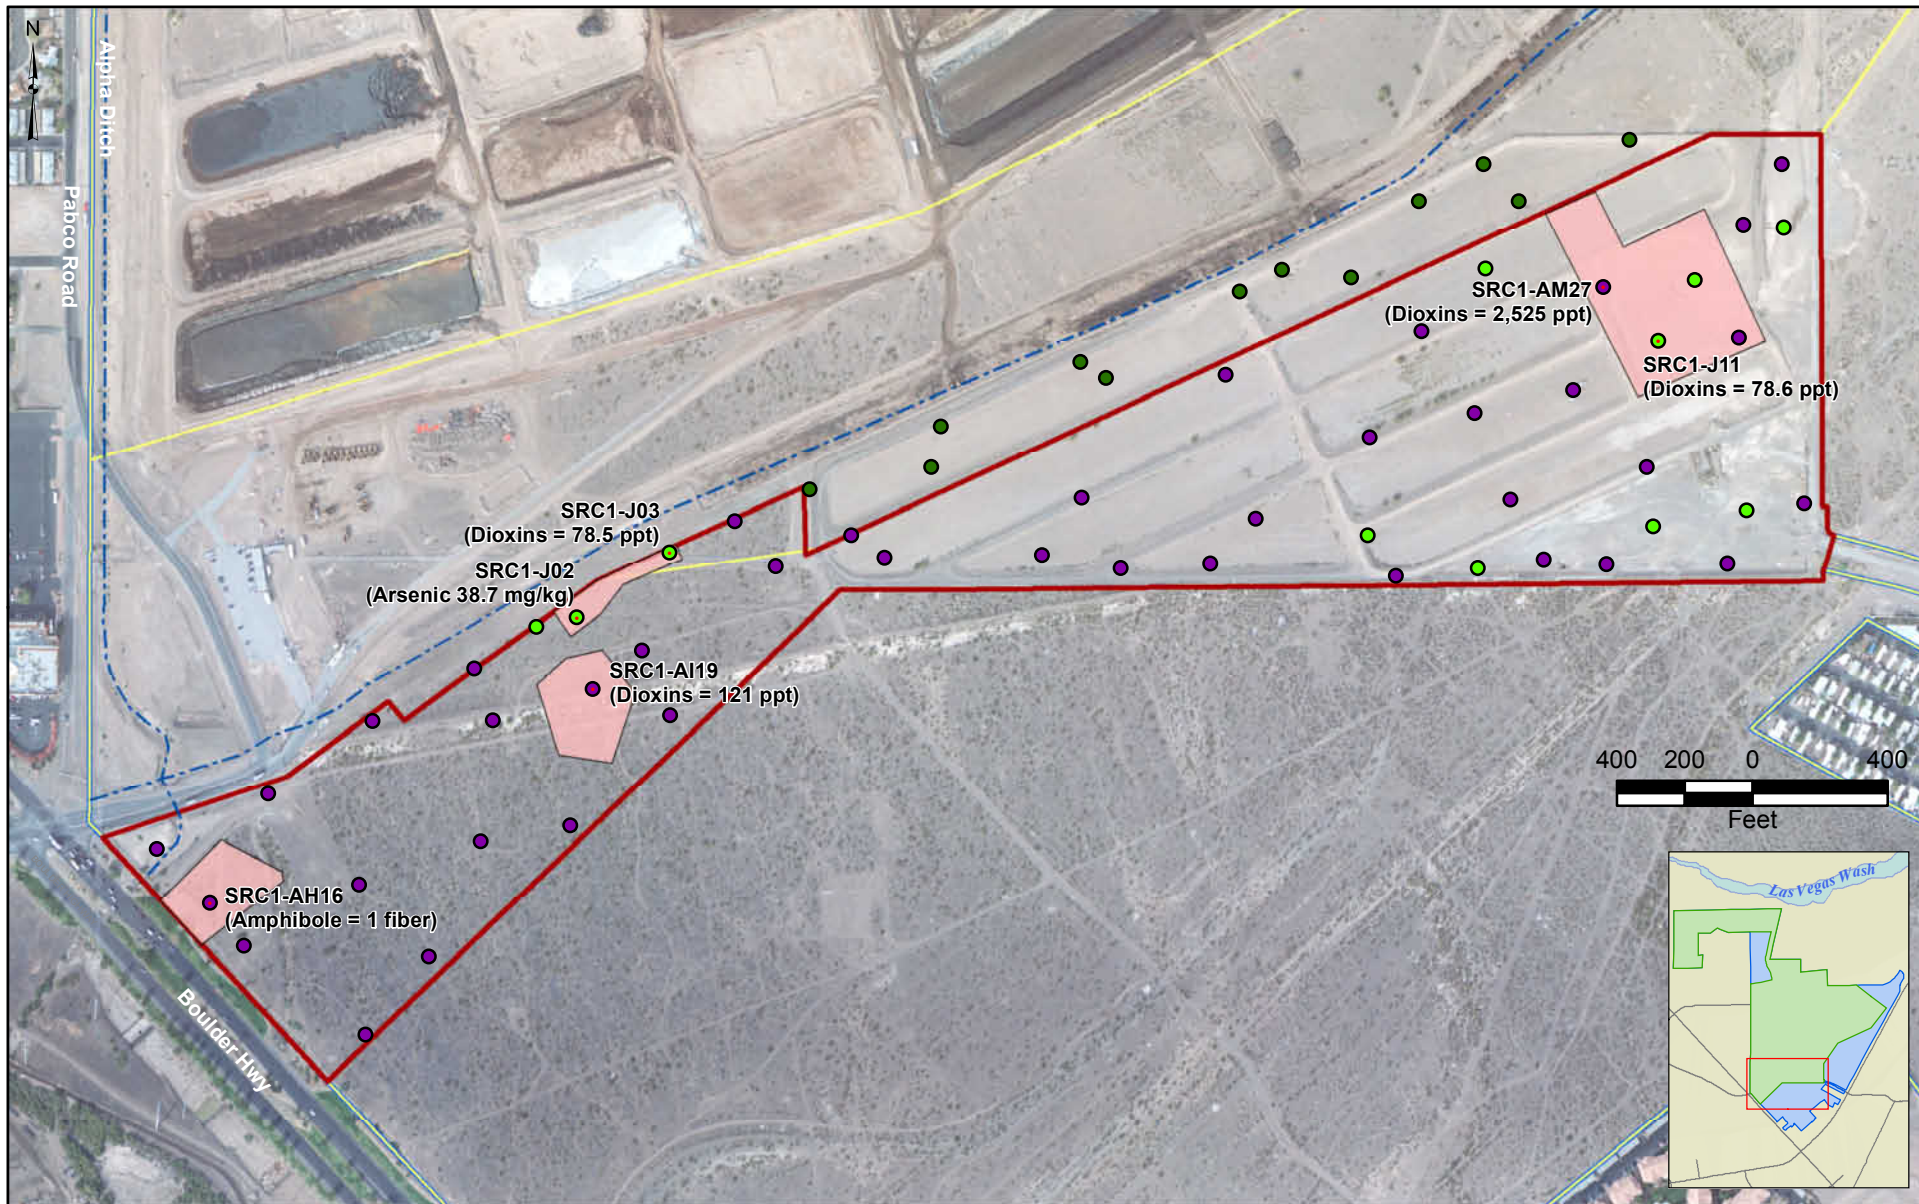 N
Alpha Ditch
Pabco Road
SRC1-AM27
(Dioxins = 2,525 ppt)
SRC1-J11
(Dioxins = 78.6 ppt)
SRC1-J03
(Dioxins = 78.5 ppt)
SRC1-J02
(Arsenic 38.7 mg/kg)
SRC1-AI19
(Dioxins = 121 ppt)
400 200 0 400
Feet
SRC1-AH16
(Amphibole = 1 fiber)
Boulder Hwy
Las Vegas Wash